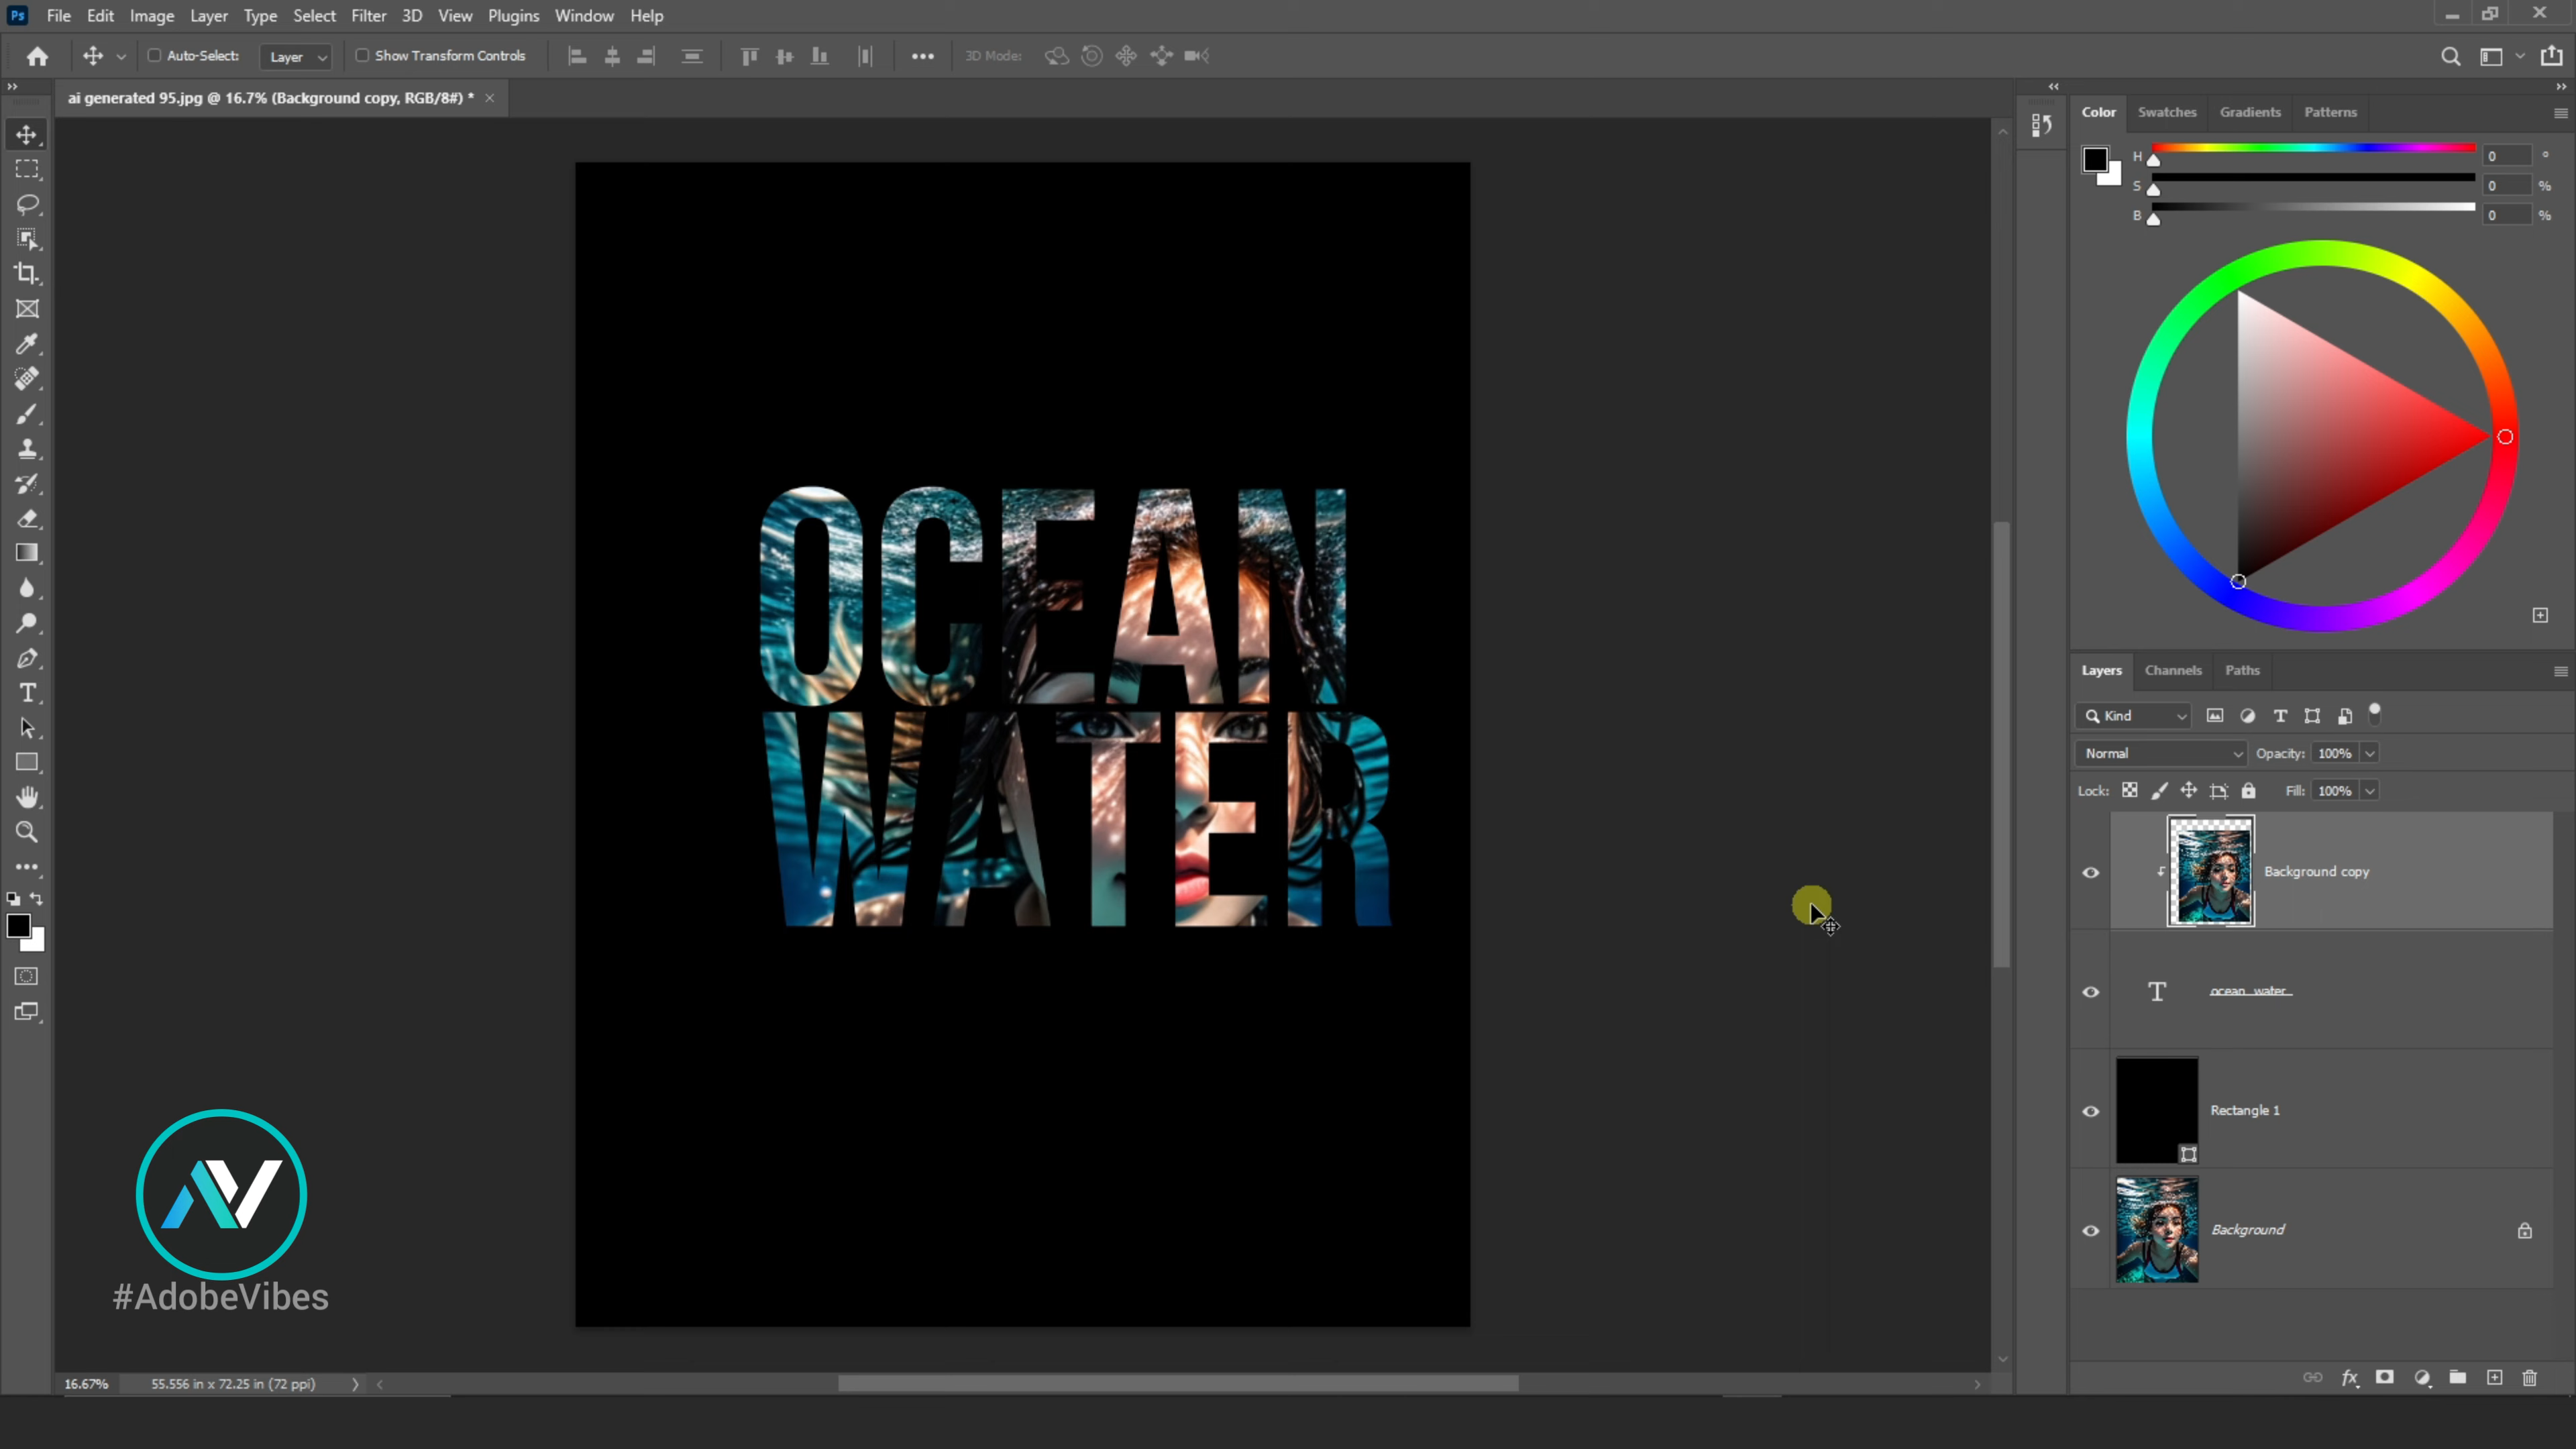 Ps File Edit Image Layer Type Select Filter 3D View Plugins Window Help
Auto-Select: Layer Show Transform Controls 3D Mode:
ai generated 95.jpg @ 16.7% (Background copy, RGB/8#) *
Color Swatches Gradients Patterns
H 0 °
S 0 %
B 0 %
OCEAN
WATER
Layers Channels Paths
Kind
Normal Opacity: 100%
Lock: Fill: 100%
Background copy
T ocean water
Rectangle 1
Background
AV
#AdobeVibes
16.67% 55.556 in x 72.25 in (72 ppi)
fx